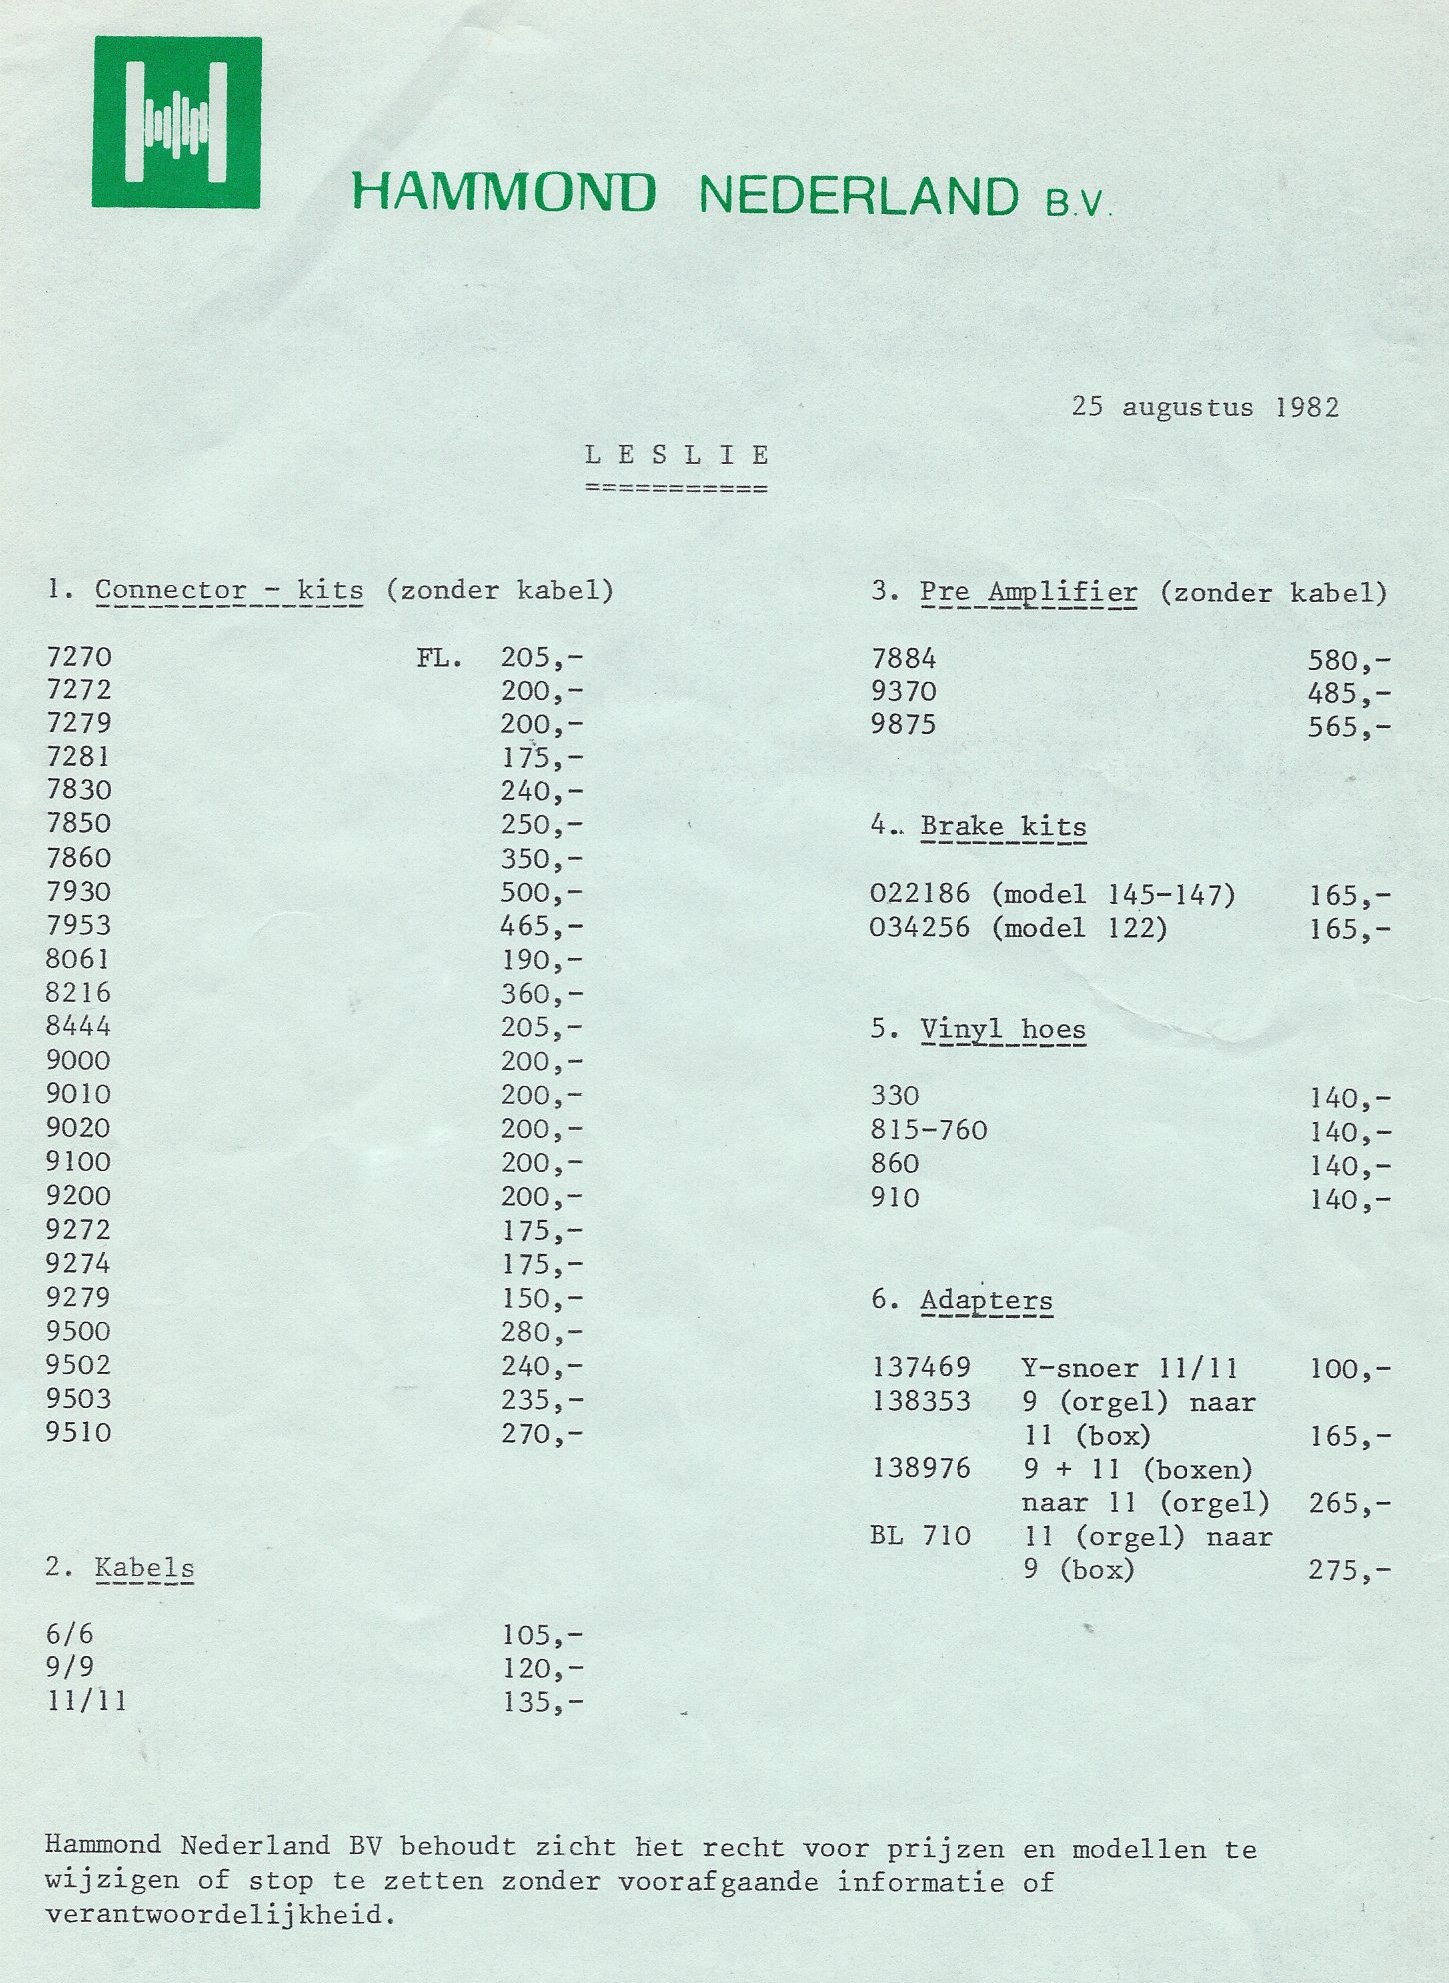 HAMMOND NEDERLAND B.V.
25 augustus 1982
L E S L I E
===========
1. Connector - kits (zonder kabel)
7270 FL. 205,-
7272 200,-
7279 200,-
7281 175,-
7830 240,-
7850 250,-
7860 350,-
7930 500,-
7953 465,-
8061 190,-
8216 360,-
8444 205,-
9000 200,-
9010 200,-
9020 200,-
9100 200,-
9200 200,-
9272 175,-
9274 175,-
9279 150,-
9500 280,-
9502 240,-
9503 235,-
9510 270,-
2. Kabels
6/6 105,-
9/9 120,-
11/11 135,-
3. Pre Amplifier (zonder kabel)
7884 580,-
9370 485,-
9875 565,-
4. Brake kits
022186 (model 145-147) 165,-
034256 (model 122) 165,-
5. Vinyl hoes
330 140,-
815-760 140,-
860 140,-
910 140,-
6. Adapters
137469 Y-snoer 11/11 100,-
138353 9 (orgel) naar
11 (box) 165,-
138976 9 + 11 (boxen)
naar 11 (orgel) 265,-
BL 710 11 (orgel) naar
9 (box) 275,-
Hammond Nederland BV behoudt zicht het recht voor prijzen en modellen te
wijzigen of stop te zetten zonder voorafgaande informatie of
verantwoordelijkheid.